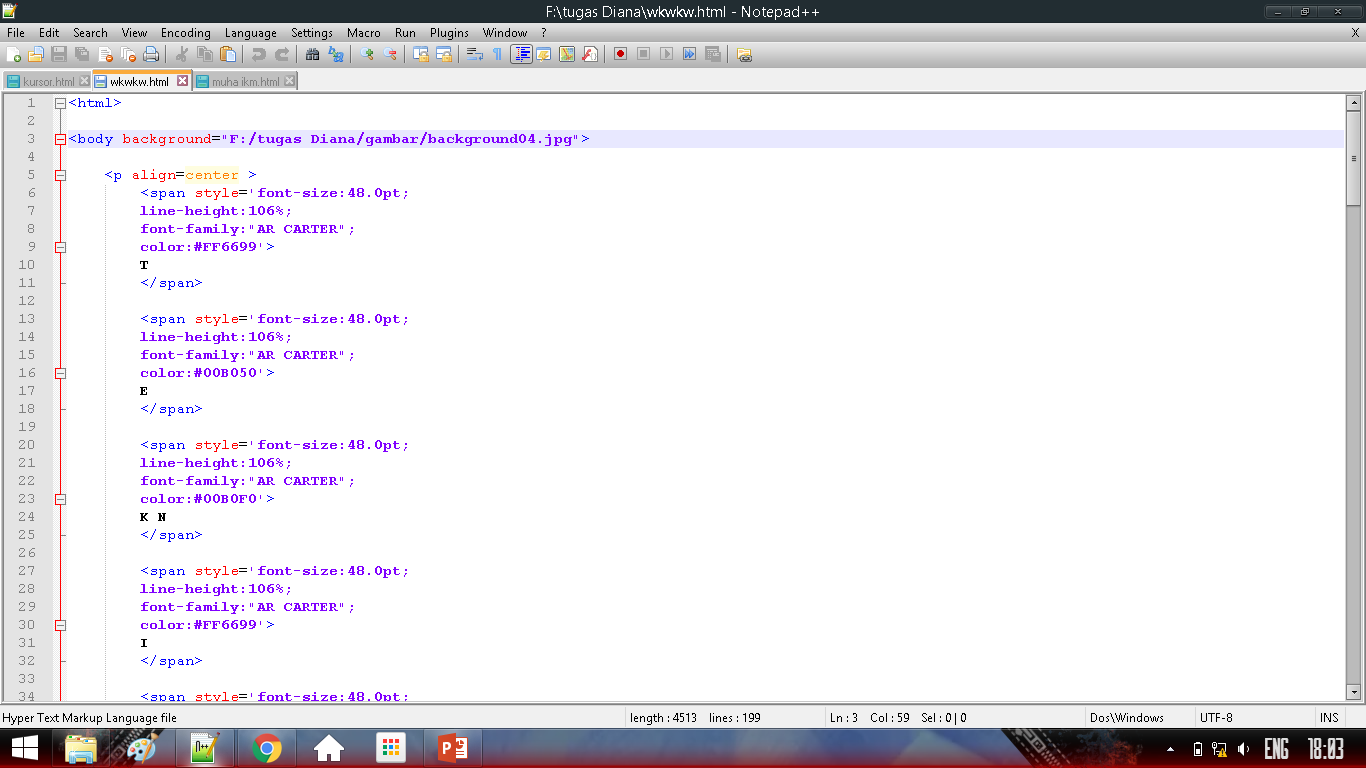 F:\tugas Diana\wkwkw.html - Notepad++
File Edit Search View Encoding Language Settings Macro Run Plugins Window ? X
kursor.html wkwkw.html muha ikm.html
1 <html>
2
3 <body background="F:/tugas Diana/gambar/background04.jpg">
4
5 <p align=center >
6 <span style='font-size:48.0pt;
7 line-height:106%;
8 font-family:"AR CARTER";
9 color:#FF6699'>
10 T
11 </span>
12
13 <span style='font-size:48.0pt;
14 line-height:106%;
15 font-family:"AR CARTER";
16 color:#00B050'>
17 E
18 </span>
19
20 <span style='font-size:48.0pt;
21 line-height:106%;
22 font-family:"AR CARTER";
23 color:#00B0F0'>
24 K N
25 </span>
26
27 <span style='font-size:48.0pt;
28 line-height:106%;
29 font-family:"AR CARTER";
30 color:#FF6699'>
31 I
32 </span>
33
34 <span style='font-size:48.0pt;
Hyper Text Markup Language file length : 4513 lines : 199 Ln : 3 Col : 59 Sel : 0 | 0 Dos\Windows UTF-8 INS
ENG 18:03